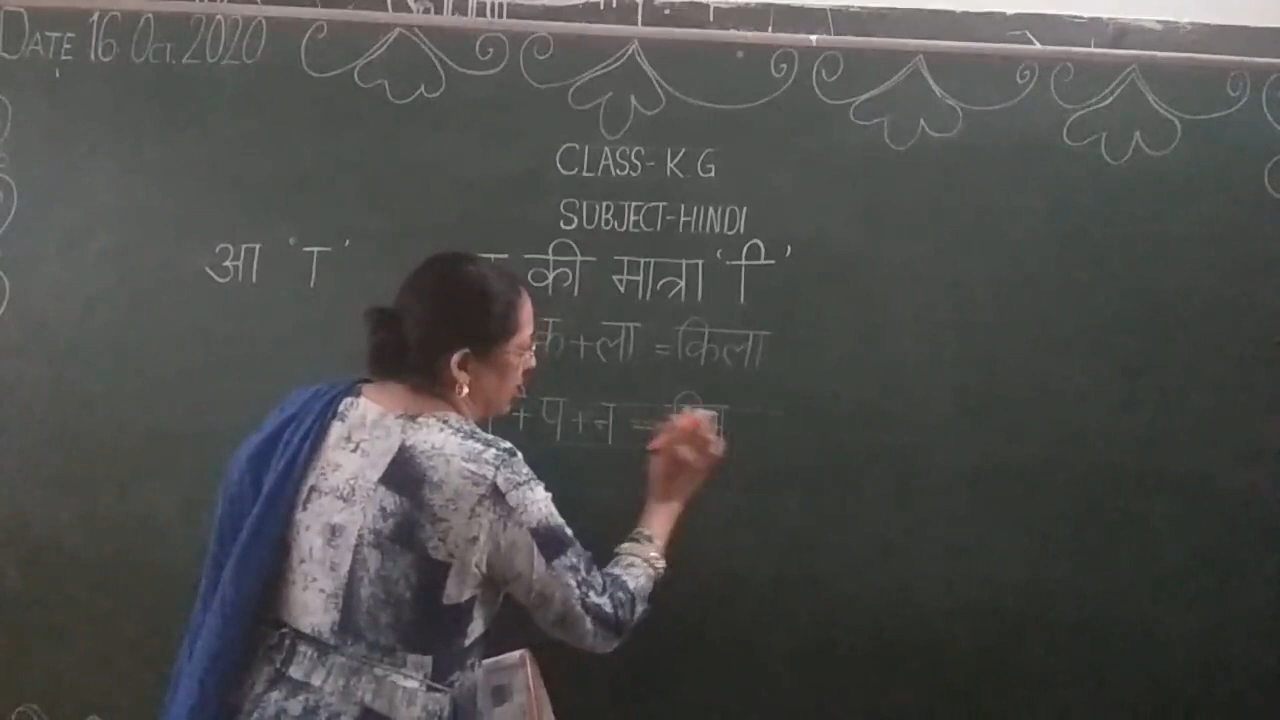 DATE 16 OCT. 2020
CLASS- K.G
SUBJECT-HINDI
आ 'ा' की मात्रा 'ि'
क+ला =किला
+प+न =